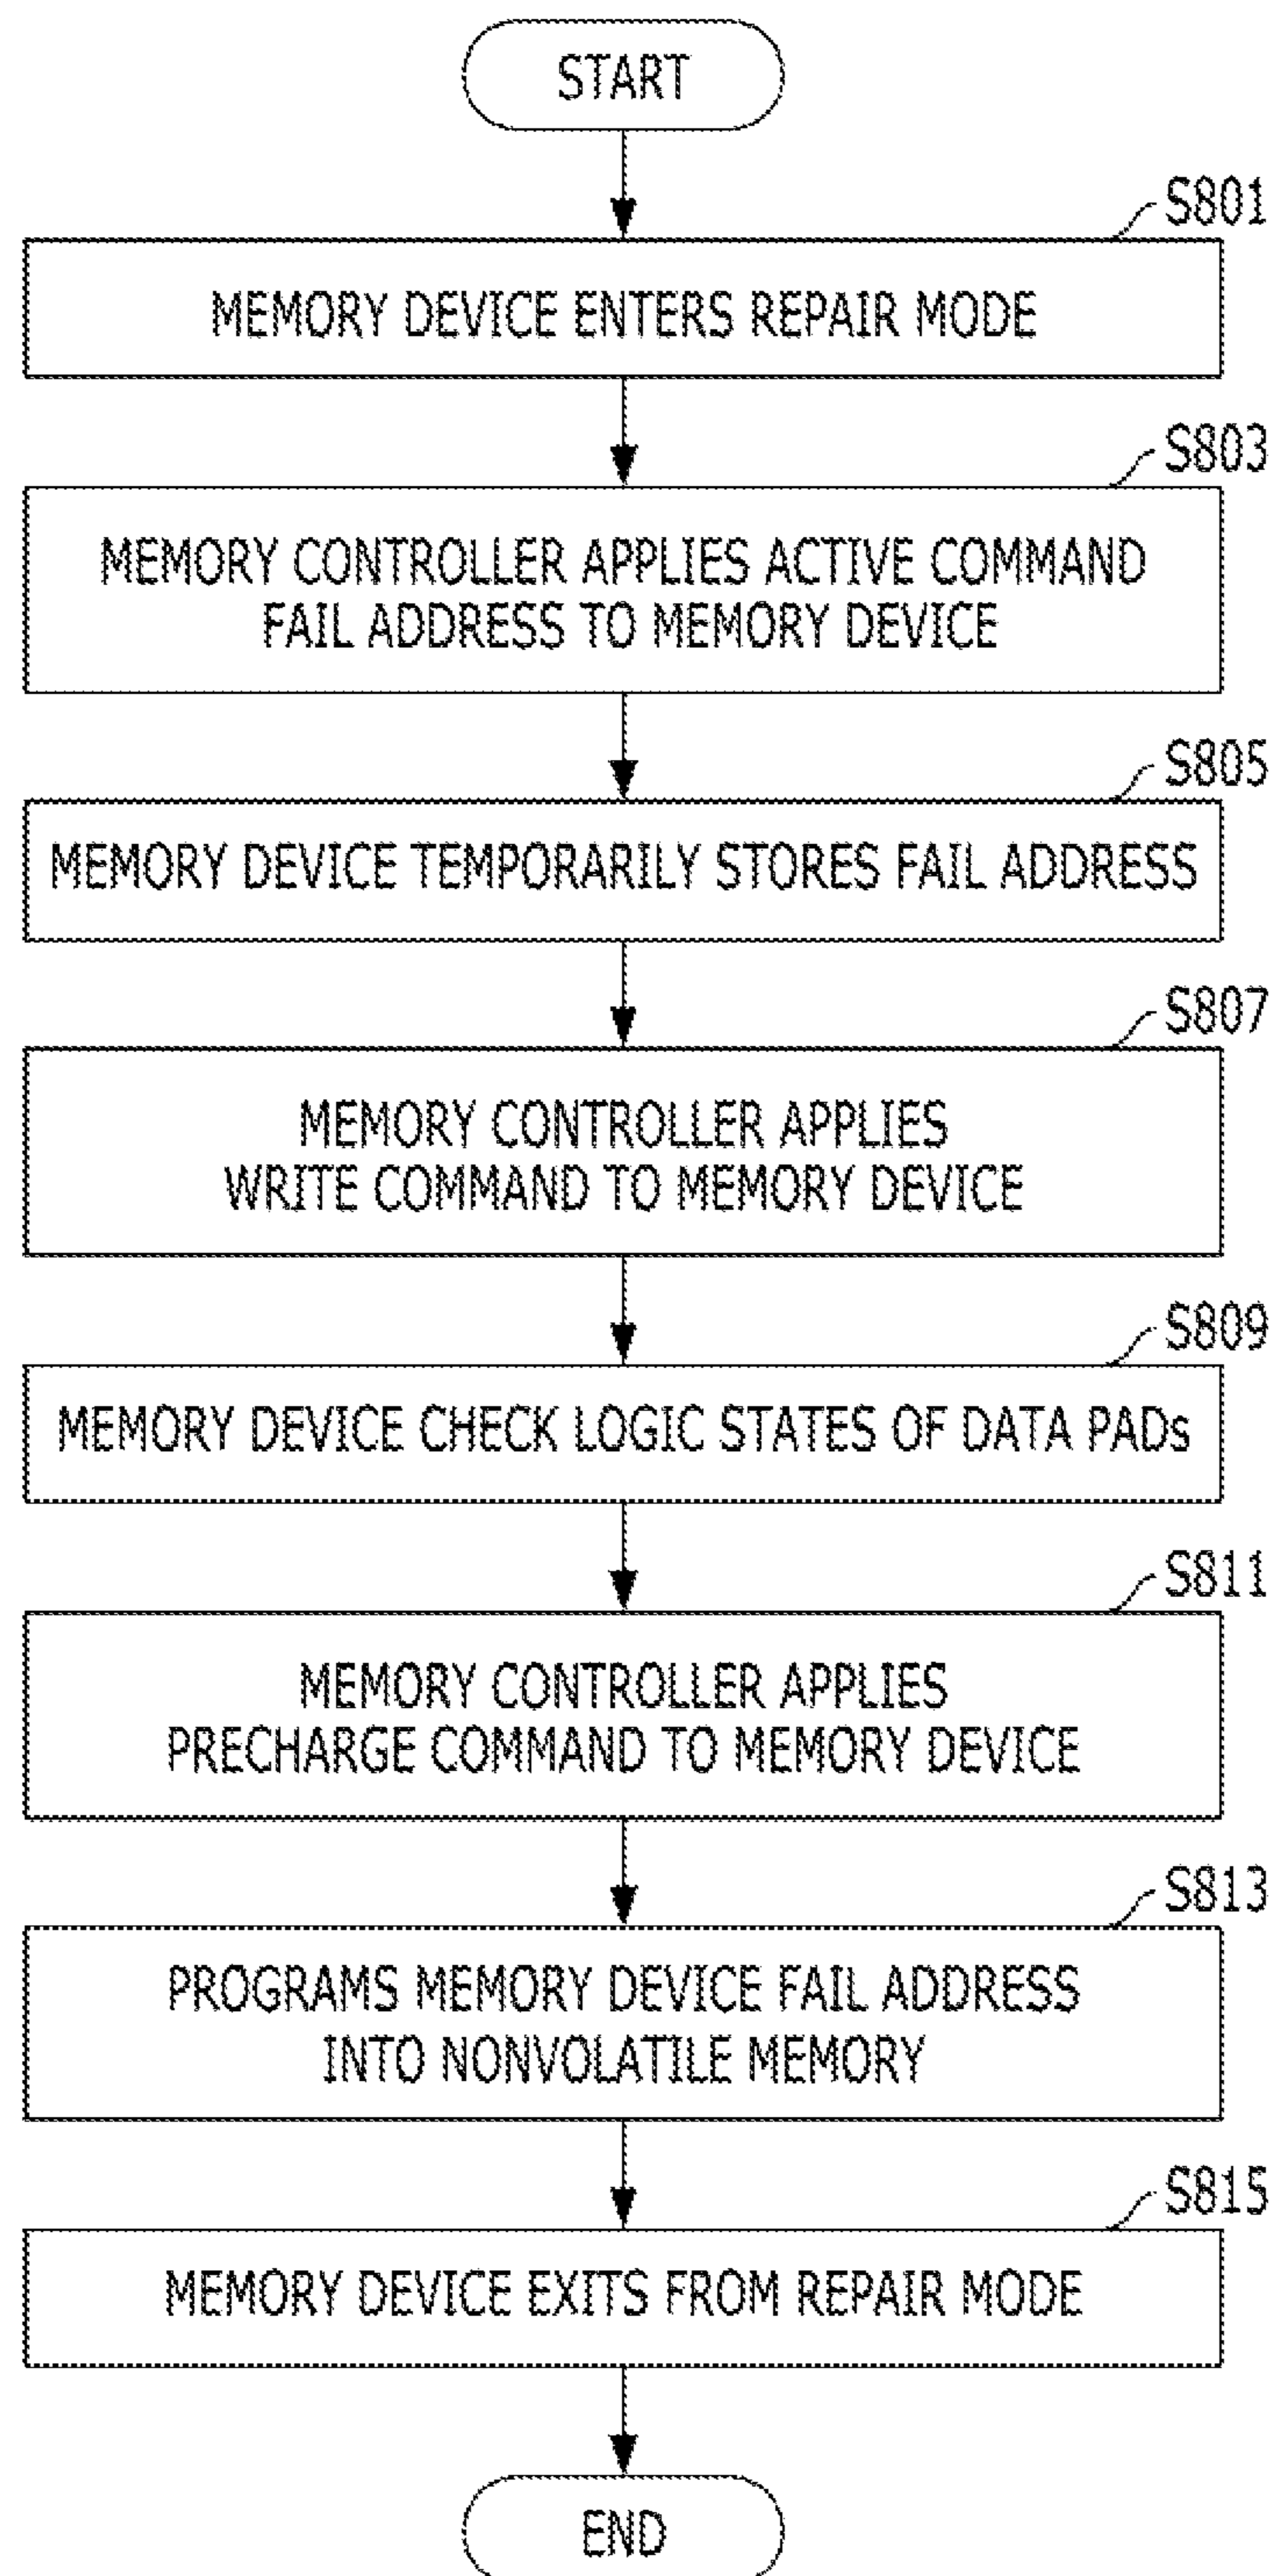 START
S801
MEMORY DEVICE ENTERS REPAIR MODE
S803
MEMORY CONTROLLER APPLIES ACTIVE COMMAND
FAIL ADDRESS TO MEMORY DEVICE
S805
MEMORY DEVICE TEMPORARILY STORES FAIL ADDRESS
S807
MEMORY CONTROLLER APPLIES
WRITE COMMAND TO MEMORY DEVICE
S809
MEMORY DEVICE CHECK LOGIC STATES OF DATA PADs
S811
MEMORY CONTROLLER APPLIES
PRECHARGE COMMAND TO MEMORY DEVICE
S813
PROGRAMS MEMORY DEVICE FAIL ADDRESS
INTO NONVOLATILE MEMORY
S815
MEMORY DEVICE EXITS FROM REPAIR MODE
END